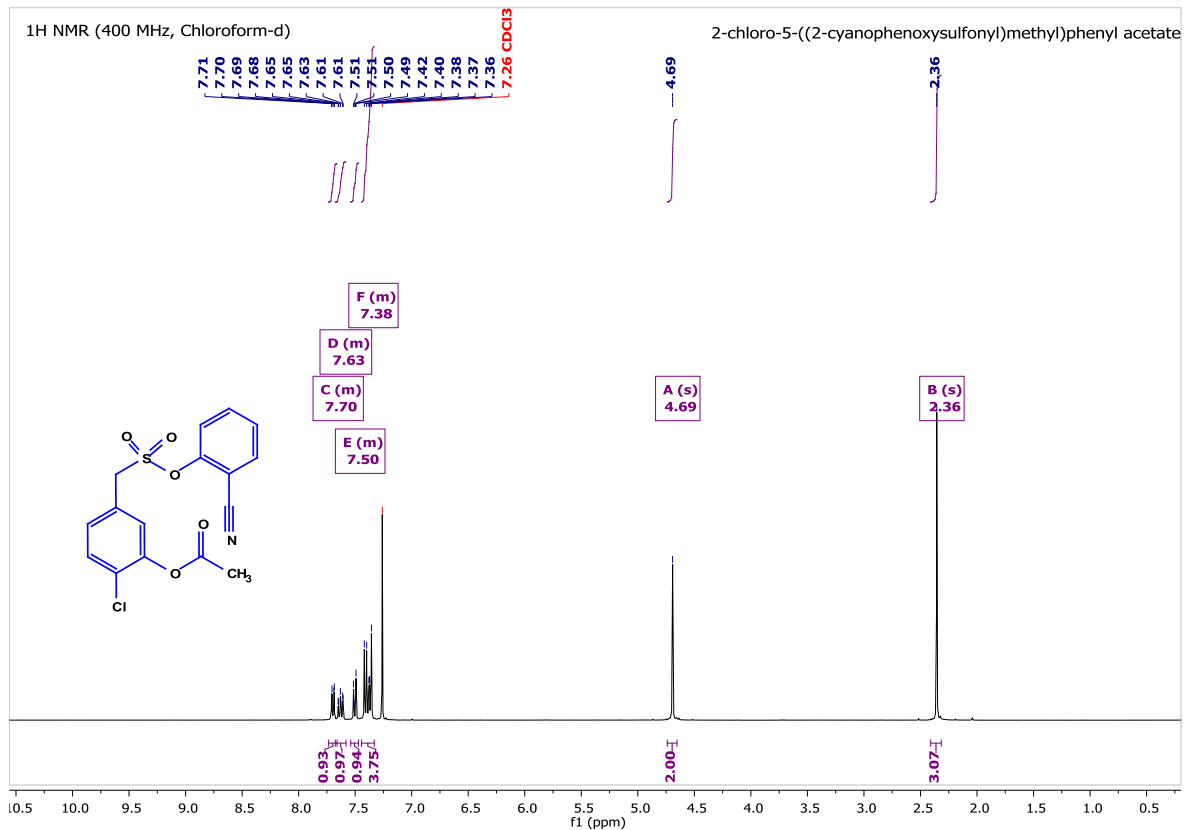 1H NMR (400 MHz, Chloroform-d)
2-chloro-5-((2-cyanophenoxysulfonyl)methyl)phenyl acetate
7.71
7.70
7.69
7.68
7.65
7.65
7.63
7.61
7.61
7.51
7.51
7.50
7.49
7.42
7.40
7.38
7.37
7.36
7.26 CDCl3
4.69
2.36
F (m)
7.38
D (m)
7.63
C (m)
7.70
E (m)
7.50
A (s)
4.69
B (s)
2.36
O
O
S
O
N
O
O
CH3
Cl
0.93
0.97
0.94
3.75
2.00
3.07
10.5 10.0 9.5 9.0 8.5 8.0 7.5 7.0 6.5 6.0 5.5 5.0 4.5 4.0 3.5 3.0 2.5 2.0 1.5 1.0 0.5
f1 (ppm)